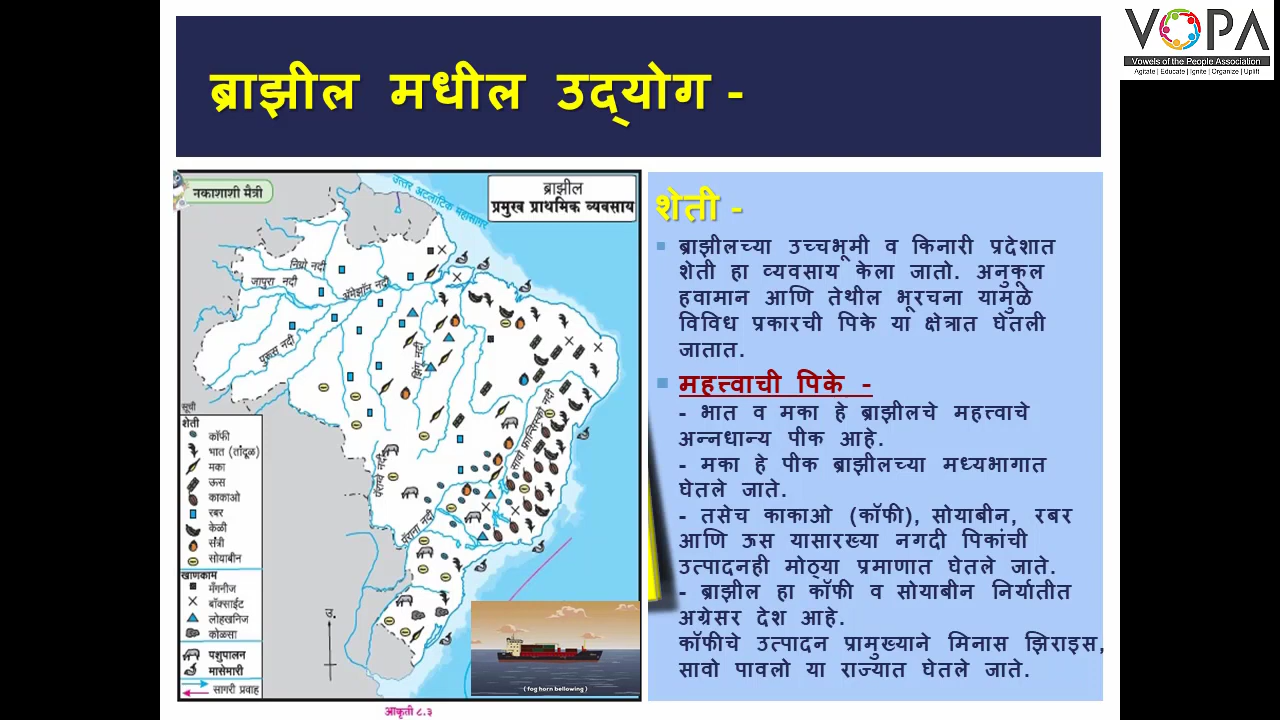 VOPA
Vowels of the People Association
Agitate | Educate | Ignite | Organize | Uplift
ब्राझील मधील उद्योग -
नकाशाशी मैत्री
उत्तर अटलांटिक महासागर
ब्राझील
प्रमुख प्राथमिक व्यवसाय
निग्रो नदी
जापुरा नदी
ॲमेझॉन नदी
पुरूस नदी
झिंगू नदी
सावो फ्रान्सिस्को नदी
पॅराग्वे नदी
पॅराना नदी
सूची
शेती
कॉफी
भात (तांदूळ)
मका
ऊस
काकाओ
रबर
केळी
संत्री
सोयाबीन
खाणकाम
मँगनीज
बॉक्साईट
लोहखनिज
कोळसा
पशुपालन
मासेमारी
सागरी प्रवाह
उ.
( fog horn bellowing )
आकृती ८.३
शेती -
ब्राझीलच्या उच्चभूमी व किनारी प्रदेशात
शेती हा व्यवसाय केला जातो. अनुकूल
हवामान आणि तेथील भूरचना यांमुळे
विविध प्रकारची पिके या क्षेत्रात घेतली
जातात.
महत्त्वाची पिके -
- भात व मका हे ब्राझीलचे महत्त्वाचे
अन्नधान्य पीक आहे.
- मका हे पीक ब्राझीलच्या मध्यभागात
घेतले जाते.
- तसेच काकाओ (कॉफी), सोयाबीन, रबर
आणि ऊस यासारख्या नगदी पिकांची
उत्पादनही मोठ्या प्रमाणात घेतले जाते.
- ब्राझील हा कॉफी व सोयाबीन निर्यातीत
अग्रेसर देश आहे.
कॉफीचे उत्पादन प्रामुख्याने मिनास झिराइस,
सावो पावलो या राज्यात घेतले जाते.